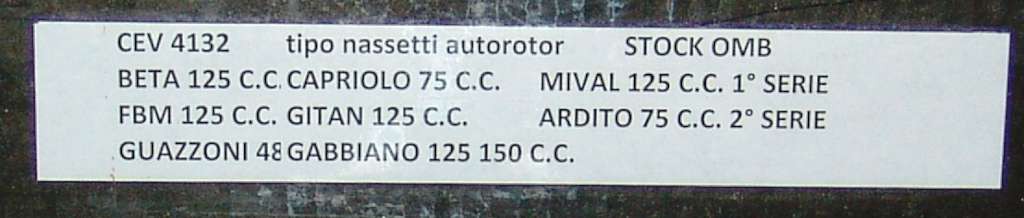 CEV 4132 tipo nassetti autorotor STOCK OMB
BETA 125 C.C. CAPRIOLO 75 C.C. MIVAL 125 C.C. 1° SERIE
FBM 125 C.C. GITAN 125 C.C. ARDITO 75 C.C. 2° SERIE
GUAZZONI 48 GABBIANO 125 150 C.C.